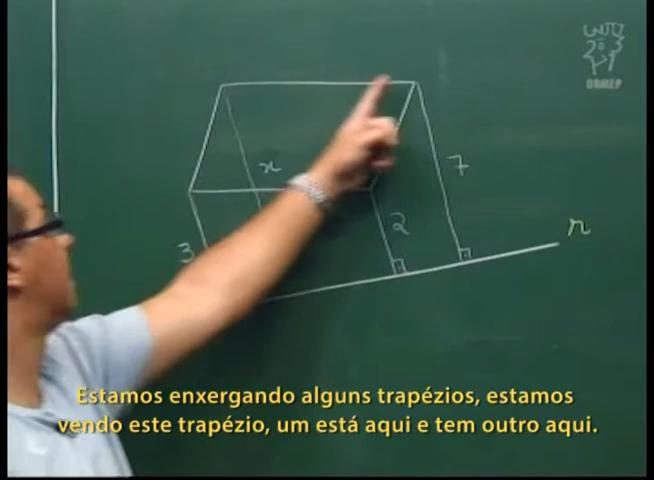 OBMEP
x
7
2
r
3
Estamos enxergando alguns trapézios, estamos
vendo este trapézio, um está aqui e tem outro aqui.